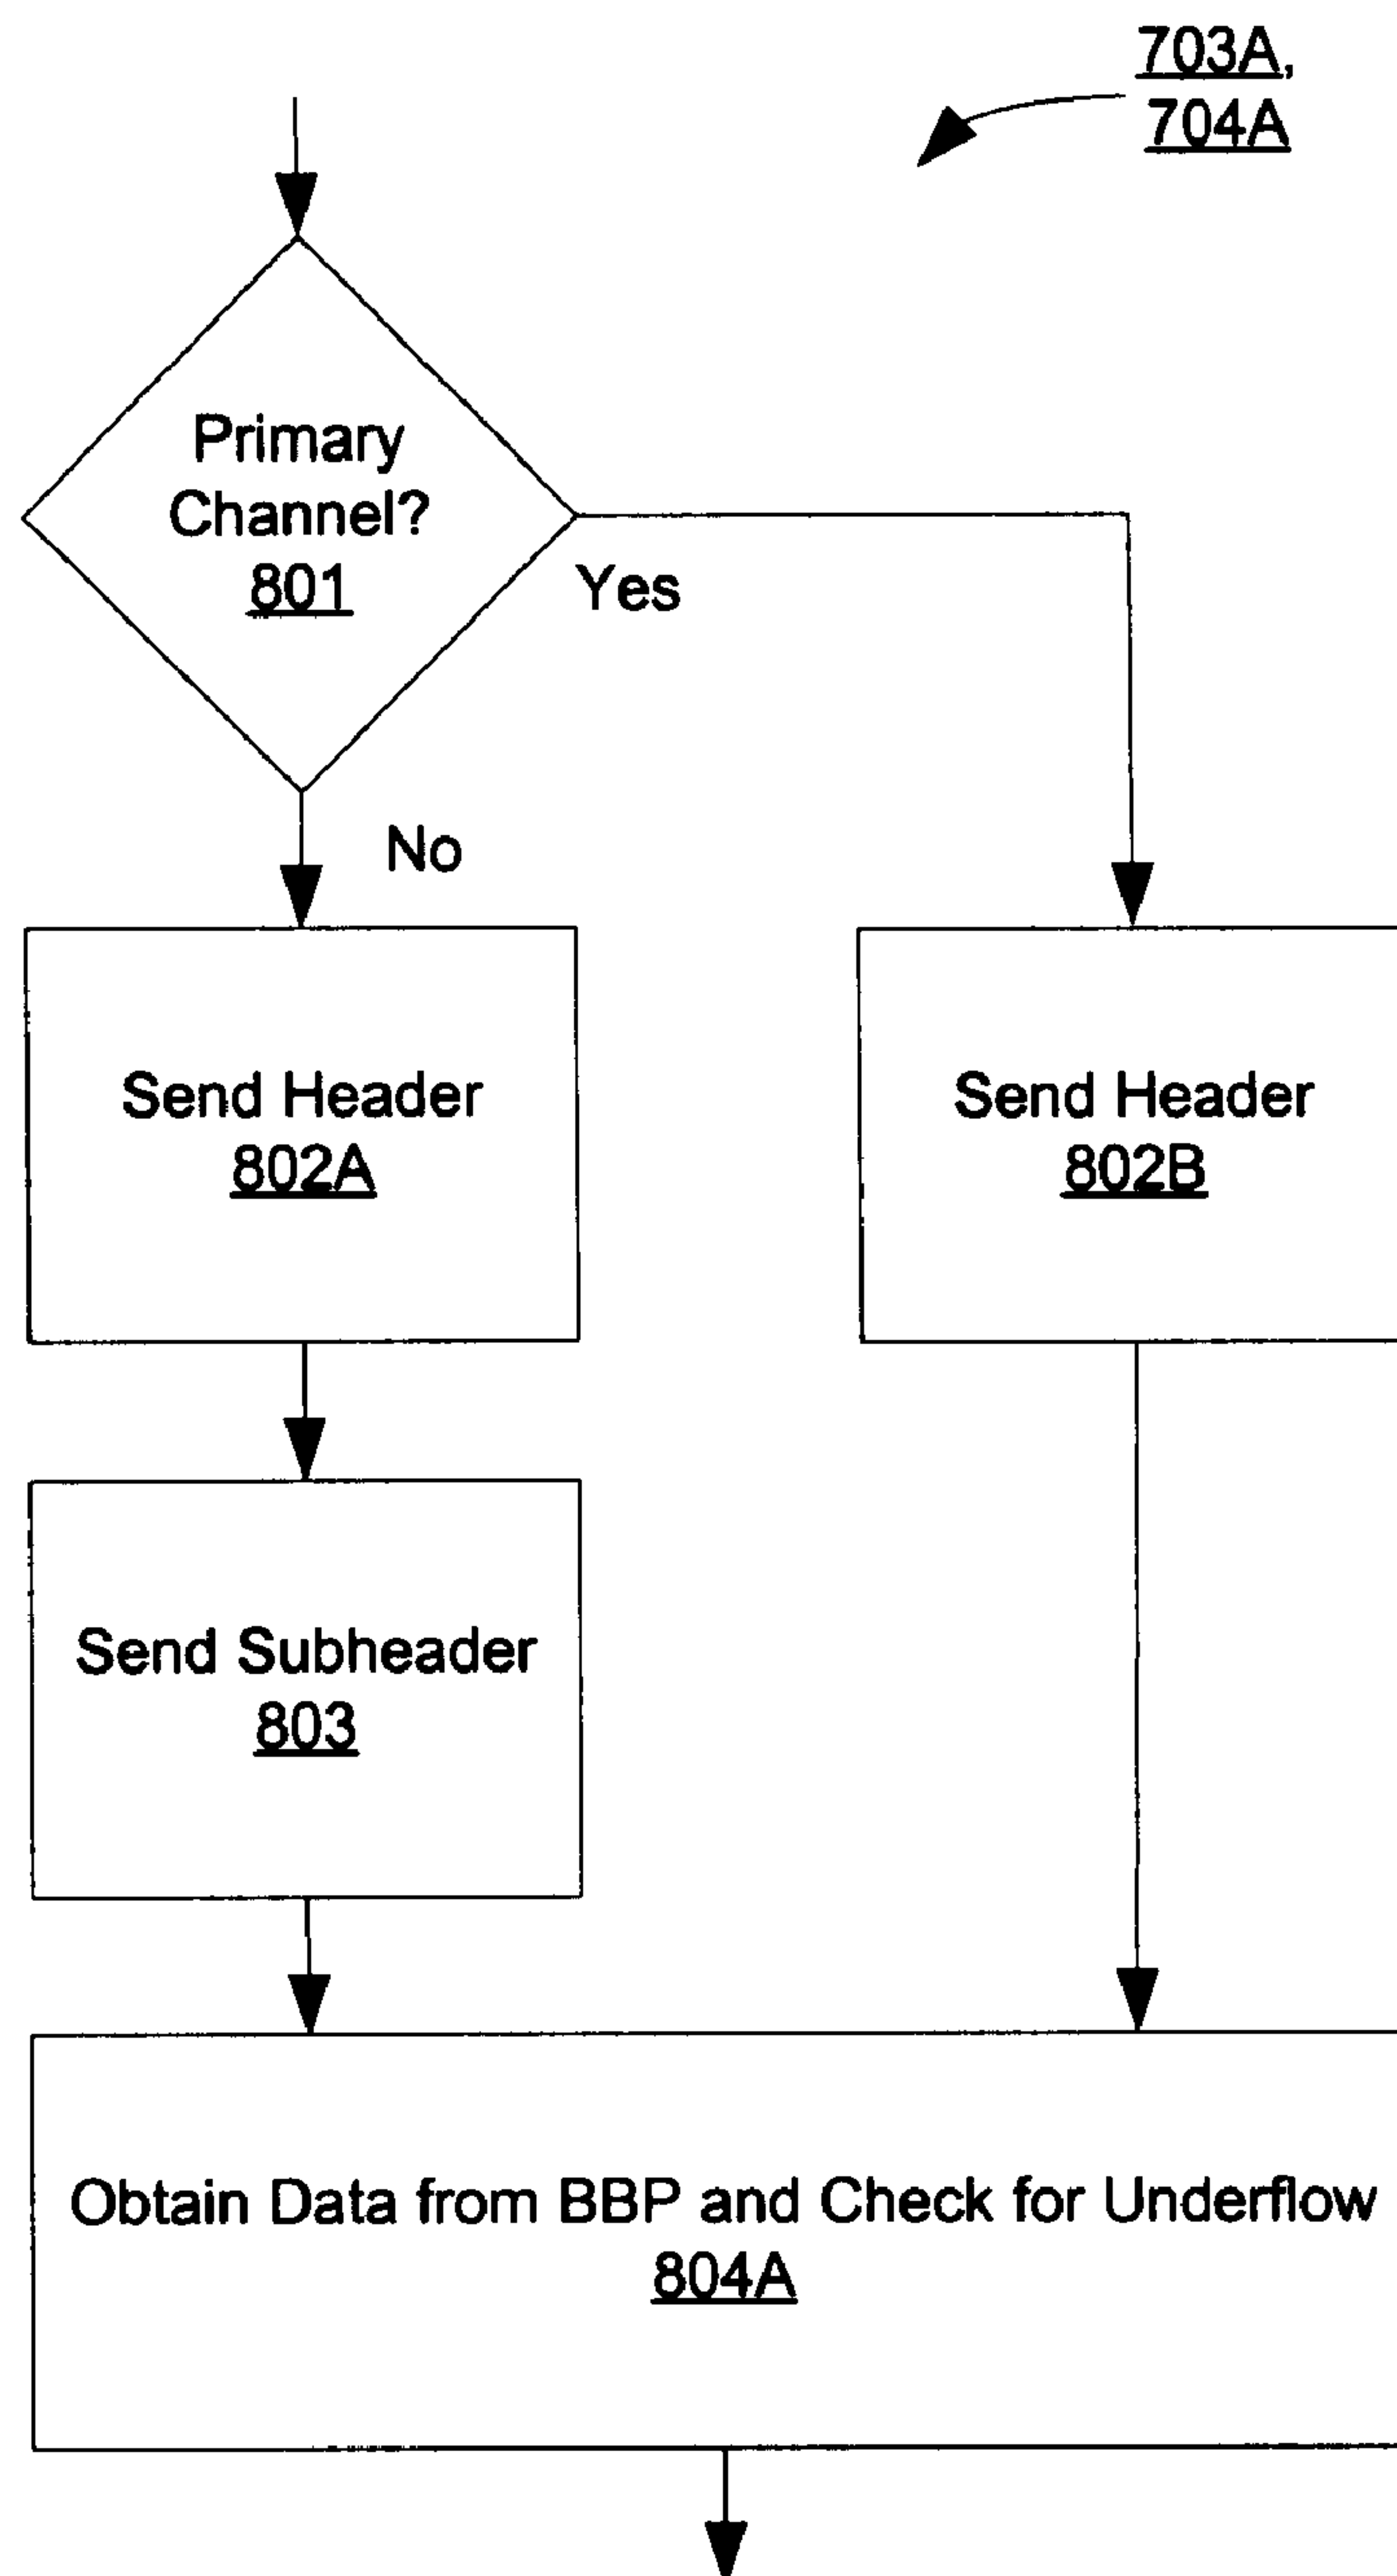 703A,
704A
Primary
Channel?
801
Yes
No
Send Header
802A
Send Header
802B
Send Subheader
803
Obtain Data from BBP and Check for Underflow
804A